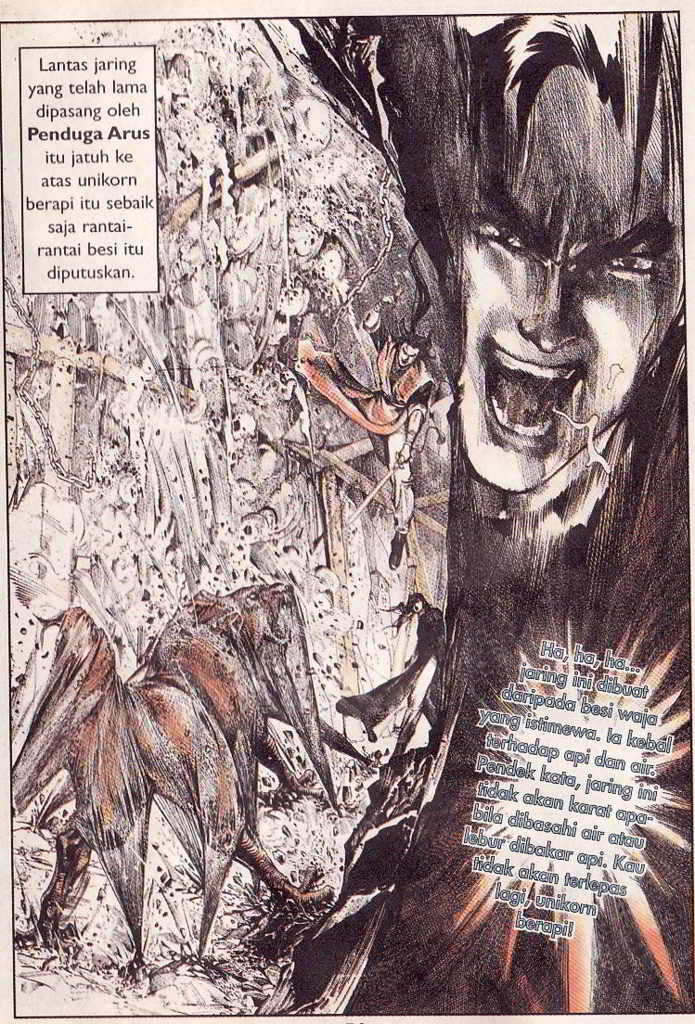 Lantas jaring
yang telah lama
dipasang oleh
Penduga Arus
itu jatuh ke
atas unikorn
berapi itu sebaik
saja rantai-
rantai besi itu
diputuskan.
Ha, ha, ha...
jaring ini dibuat
daripada besi waja
yang istimewa. Ia kebal
terhadap api dan air.
Pendek kata, jaring ini
tidak akan karat apa-
bila dibasahi air atau
lebur dibakar api. Kau
tidak akan terlepas
lagi, unikorn
berapi!